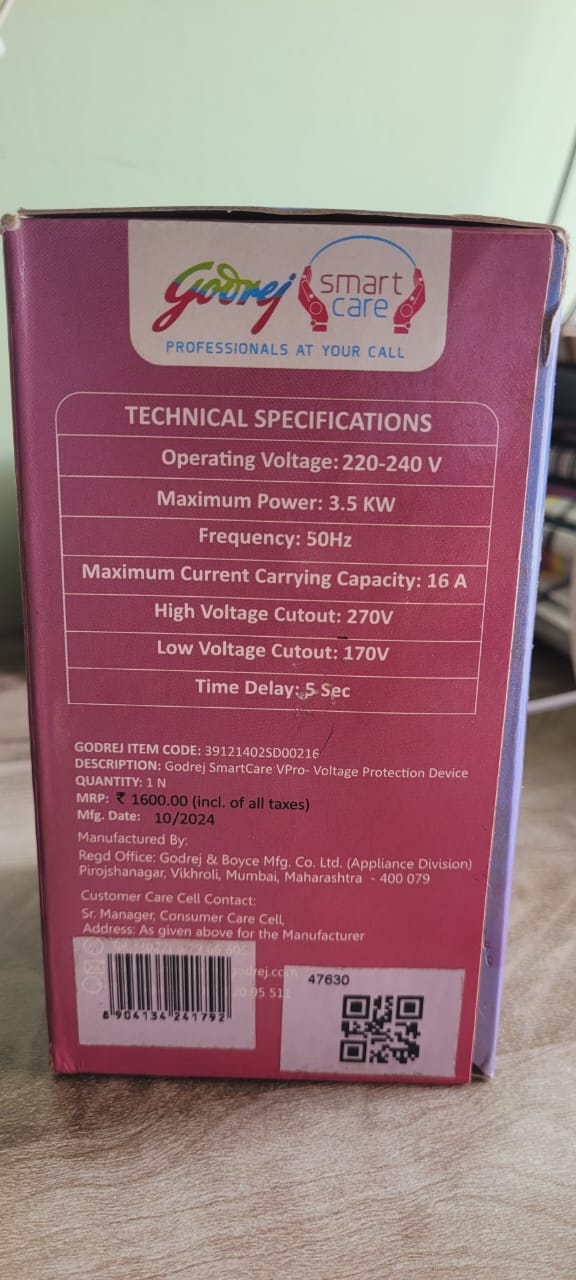 Godrej
smart
care
PROFESSIONALS AT YOUR CALL
TECHNICAL SPECIFICATIONS
Operating Voltage: 220-240 V
Maximum Power: 3.5 KW
Frequency: 50Hz
Maximum Current Carrying Capacity: 16 A
High Voltage Cutout: 270V
Low Voltage Cutout: 170V
Time Delay: 5 Sec
GODREJ ITEM CODE: 39121402SD00216
DESCRIPTION: Godrej SmartCare VPro- Voltage Protection Device
QUANTITY: 1 N
MRP: ₹ 1600.00 (incl. of all taxes)
Mfg. Date: 10/2024
Manufactured By:
Regd Office: Godrej & Boyce Mfg. Co. Ltd. (Appliance Division)
Pirojshanagar, Vikhroli, Mumbai, Maharashtra - 400 079
Customer Care Cell Contact:
Sr. Manager, Consumer Care Cell,
Address: As given above for the Manufacturer
godrej.com
95 511
8 904134 241792
47630